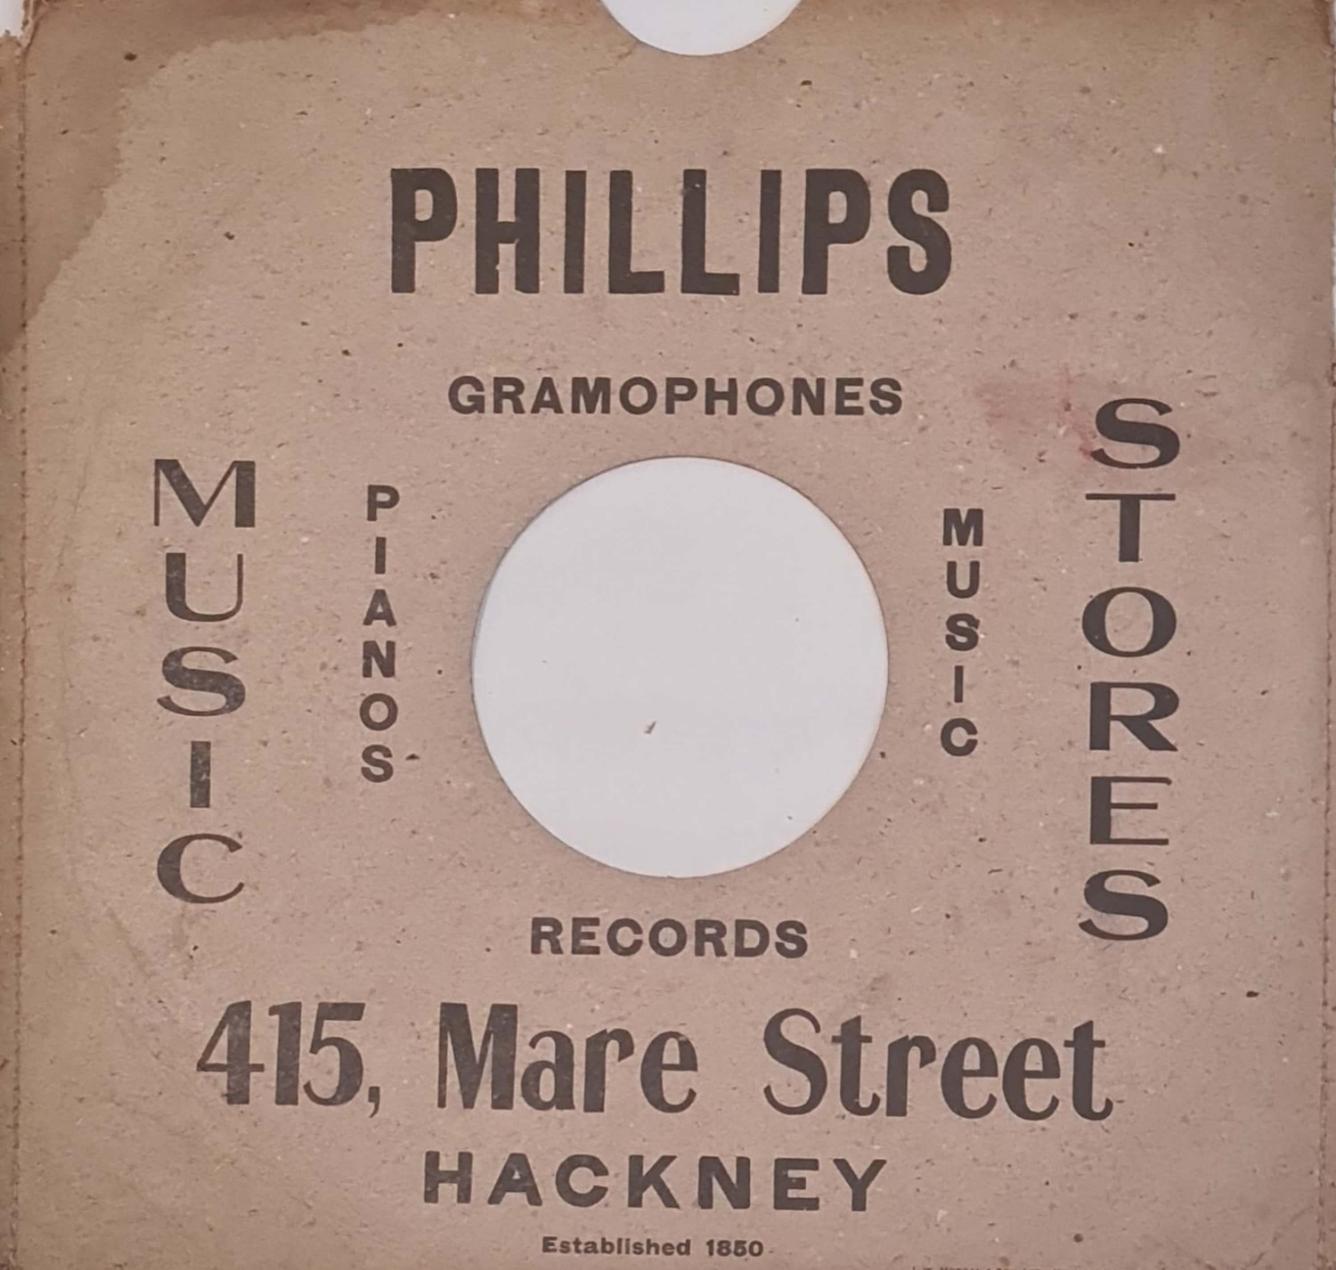 PHILLIPS
GRAMOPHONES
MUSIC
PIANOS
MUSIC
STORES
RECORDS
415, Mare Street
HACKNEY
Established 1850